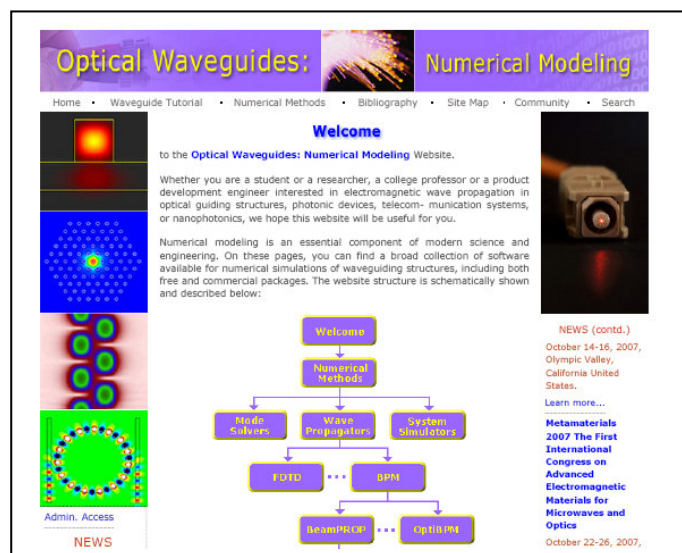 Optical Waveguides: Numerical Modeling
Home • Waveguide Tutorial • Numerical Methods • Bibliography • Site Map • Community • Search
Welcome
to the Optical Waveguides: Numerical Modeling Website.
Whether you are a student or a researcher, a college professor or a product
development engineer interested in electromagnetic wave propagation in
optical guiding structures, photonic devices, telecom- munication systems,
or nanophotonics, we hope this website will be useful for you.
Numerical modeling is an essential component of modern science and
engineering. On these pages, you can find a broad collection of software
available for numerical simulations of waveguiding structures, including both
free and commercial packages. The website structure is schematically shown
and described below:
Welcome
Numerical
Methods
Mode
Solvers
Wave
Propagators
System
Simulators
FDTD ... BPM
BeamPROP ... OptiBPM
Admin. Access
NEWS
NEWS (contd.)
October 14-16, 2007,
Olympic Valley,
California United
States.
Learn more...
Metamaterials
2007 The First
International
Congress on
Advanced
Electromagnetic
Materials for
Microwaves and
Optics
October 22-26, 2007,